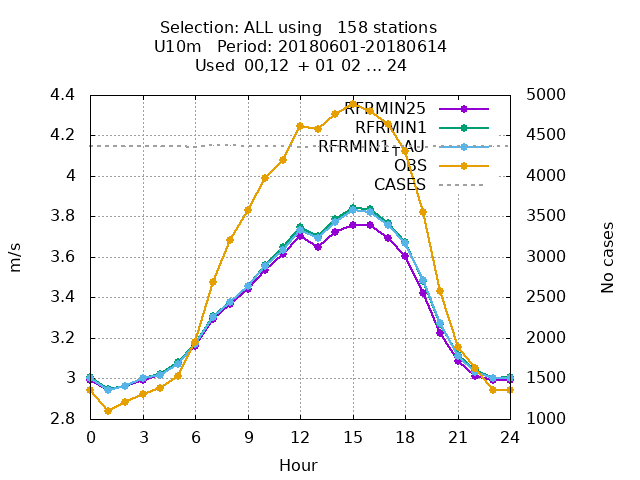 Selection: ALL using   158 stations
U10m   Period: 20180601-20180614
Used  00,12  + 01 02 ... 24
RFRMIN25
RFRMIN1
RFRMIN1_AU
OBS
CASES
4.4
4.2
4
3.8
3.6
3.4
3.2
3
2.8
5000
4500
4000
3500
3000
2500
2000
1500
1000
m/s
No cases
0 3 6 9 12 15 18 21 24
Hour